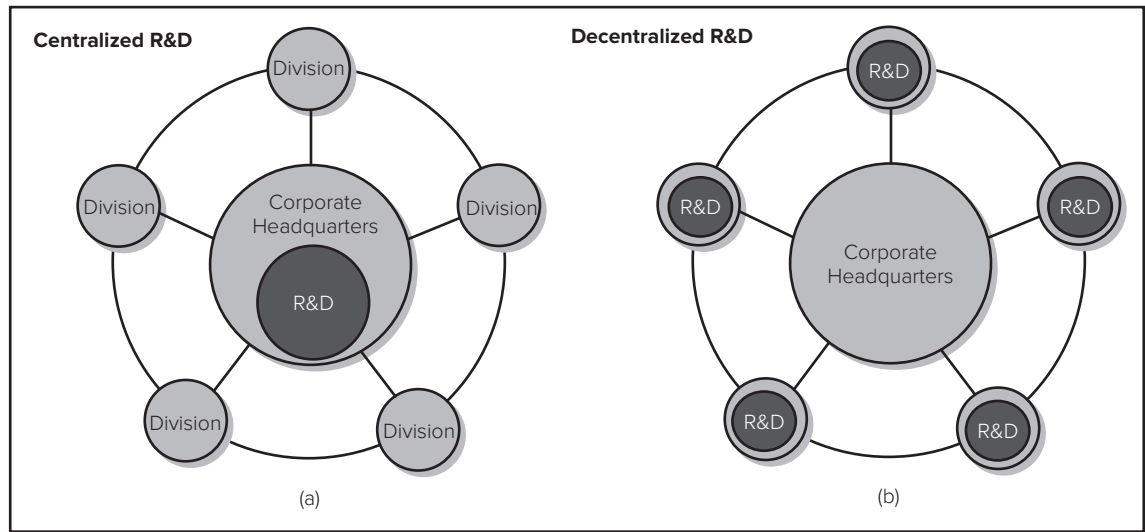 Centralized R&D
Division
Division
Division
Corporate
Headquarters
R&D
Division
Division
(a)
Decentralized R&D
R&D
R&D
R&D
Corporate
Headquarters
R&D
R&D
(b)